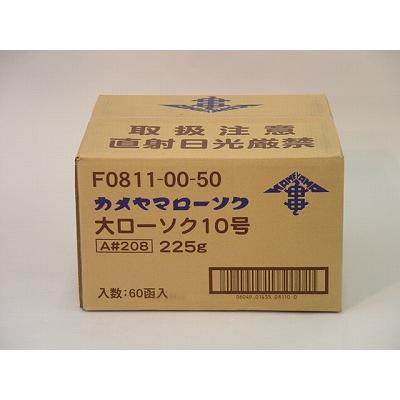 取扱注意
直射日光厳禁
F0811-00-50
カメヤマローソク
大ローソク10号
A#208 225g
入数:60函入
KAMEYAMA
亀